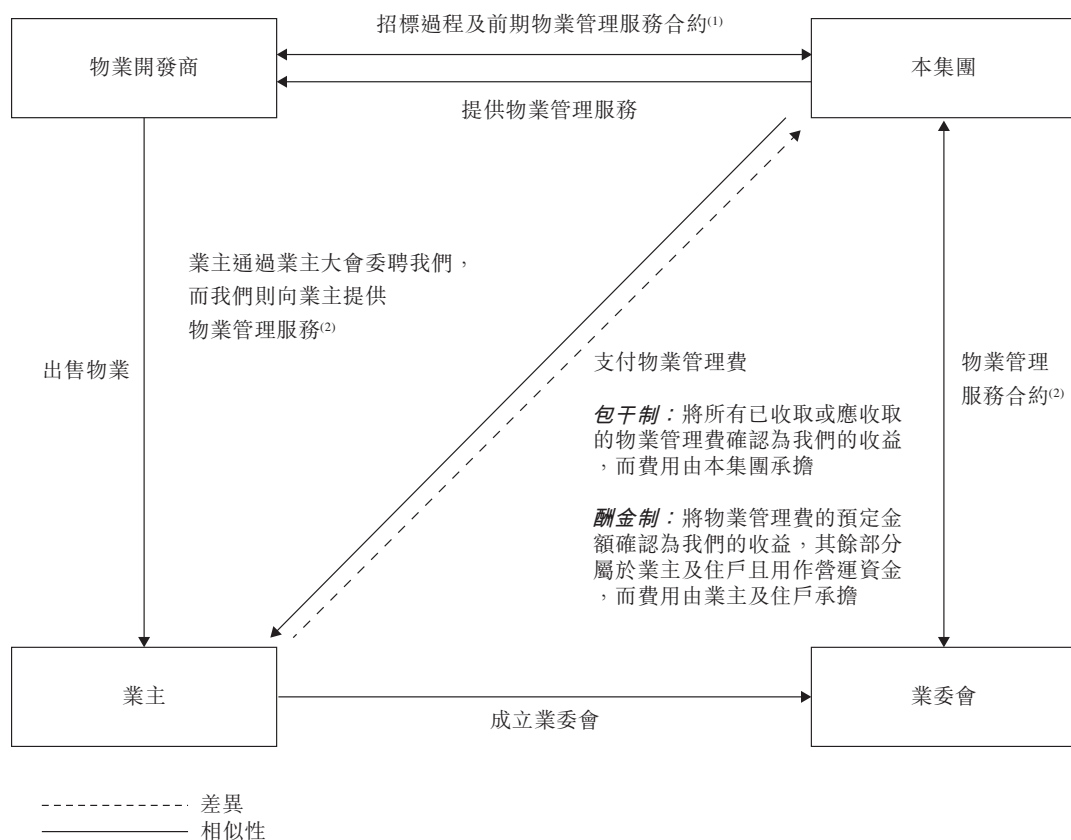 招標過程及前期物業管理服務合約(1)
物業開發商
本集團
提供物業管理服務
業主通過業主大會委聘我們，
而我們則向業主提供
物業管理服務(2)
出售物業
支付物業管理費
物業管理
服務合約(2)
包干制：將所有已收取或應收取
的物業管理費確認為我們的收益
，而費用由本集團承擔
酬金制：將物業管理費的預定金
額確認為我們的收益，其餘部分
屬於業主及住戶且用作營運資金
，而費用由業主及住戶承擔
業主
業委會
成立業委會
差異
相似性